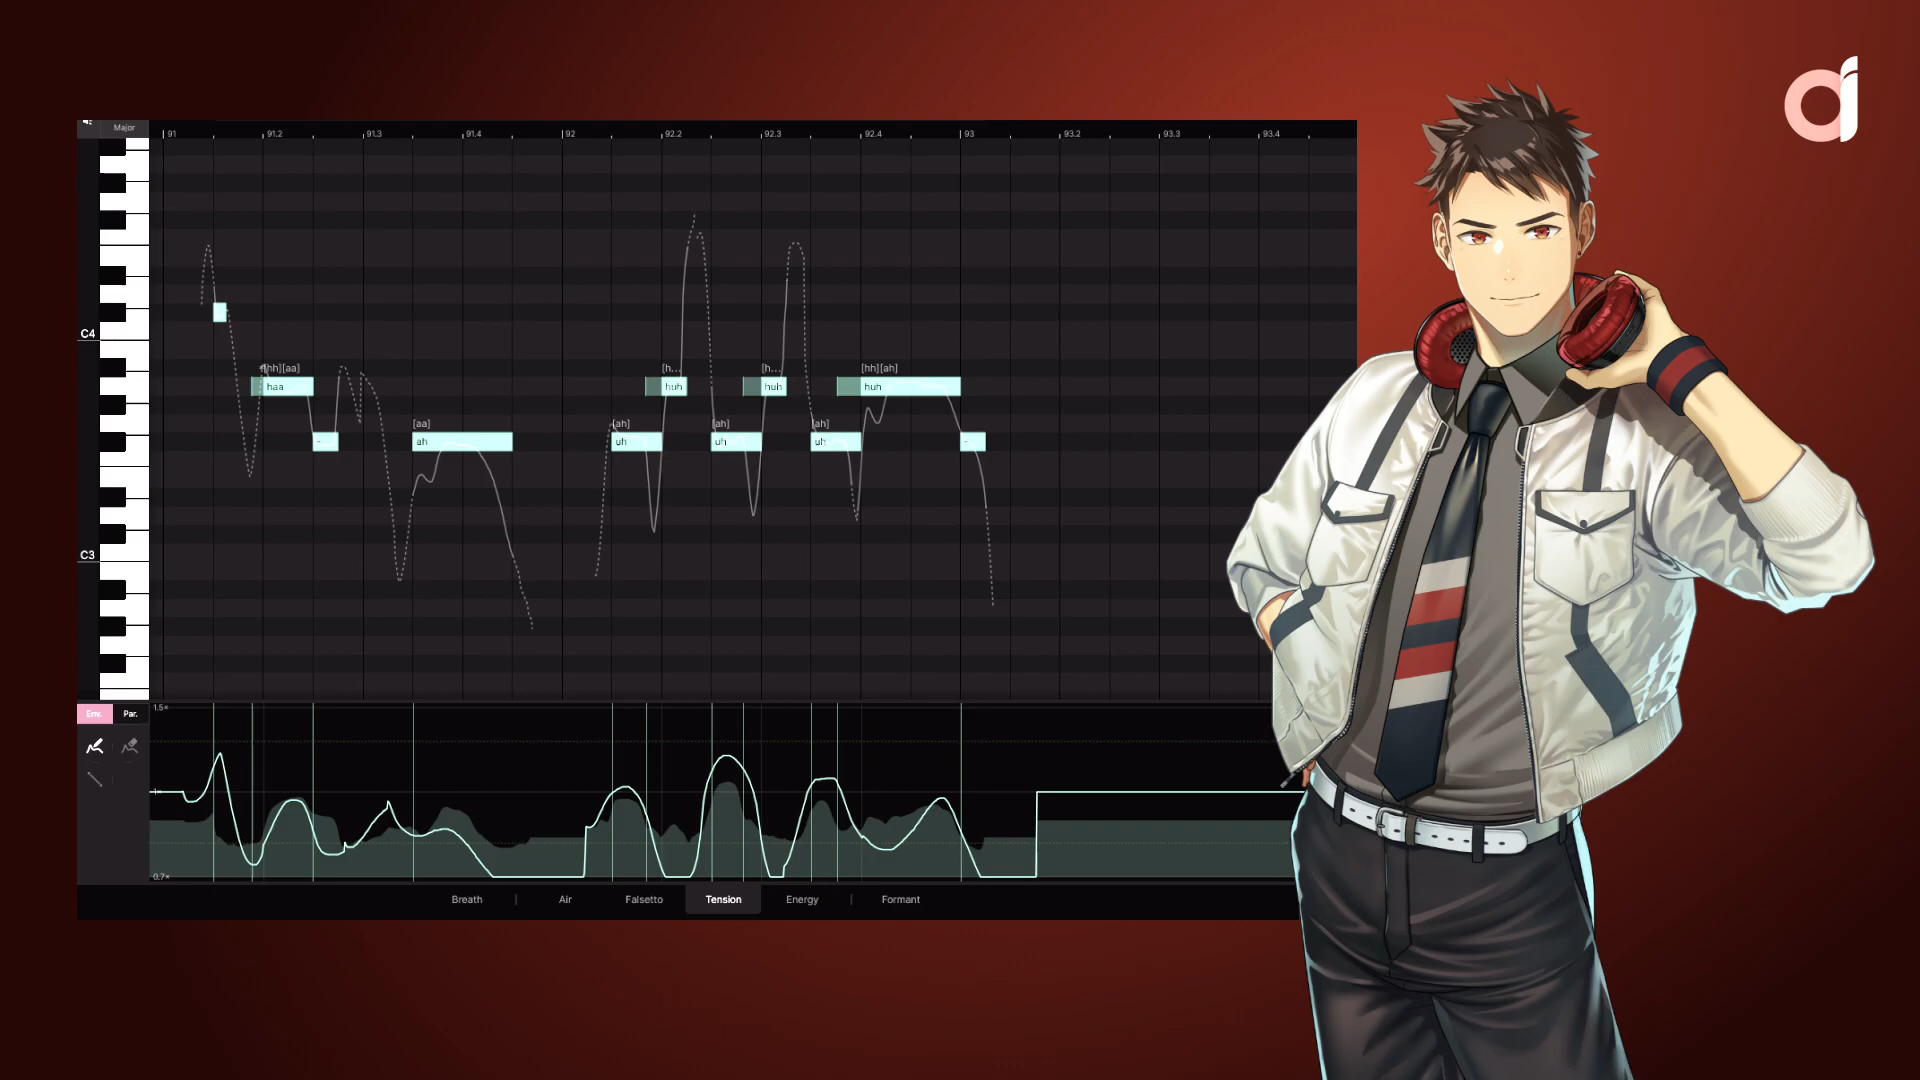 Major
91 91.2 91.3 91.4 92 92.2 92.3 92.4 93 93.2 93.3 93.4
C4
[hh][aa]
haa
[h...
huh
[h...
huh
[hh][ah]
huh
-
[aa]
ah
[ah]
uh
[ah]
uh
[ah]
uh
-
C3
Env. Par.
1.5×
1×
0.7×
Breath | Air Falsetto Tension Energy | Formant